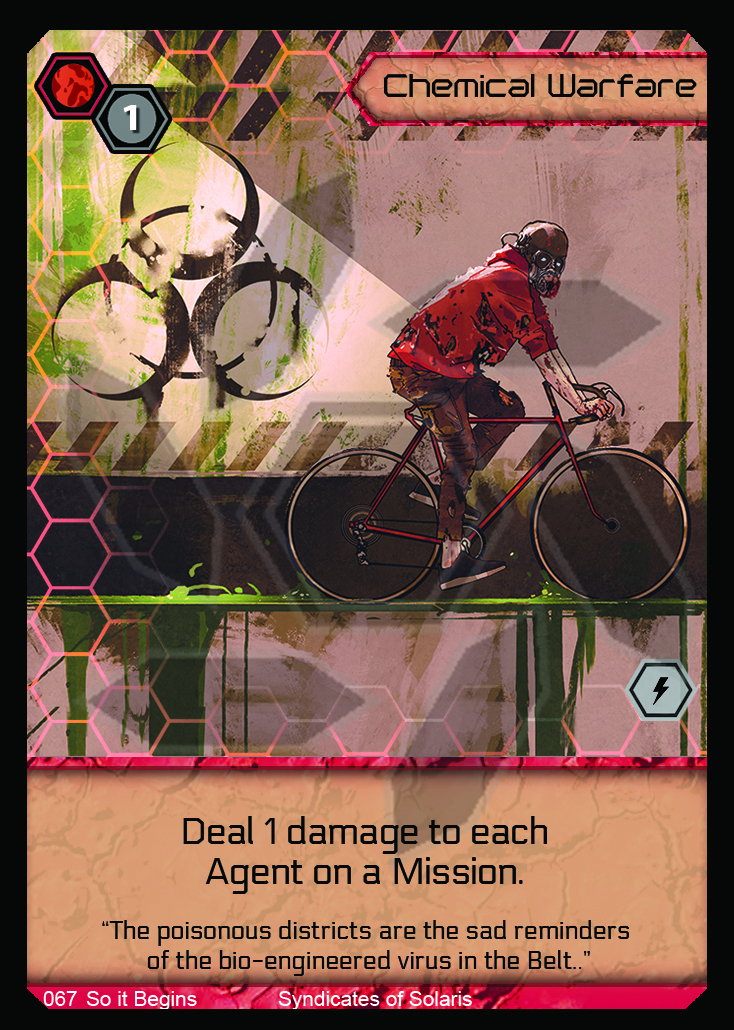 Chemical Warfare
1
Deal 1 damage to each
Agent on a Mission.
“The poisonous districts are the sad reminders
of the bio-engineered virus in the Belt..”
067 So it Begins Syndicates of Solaris